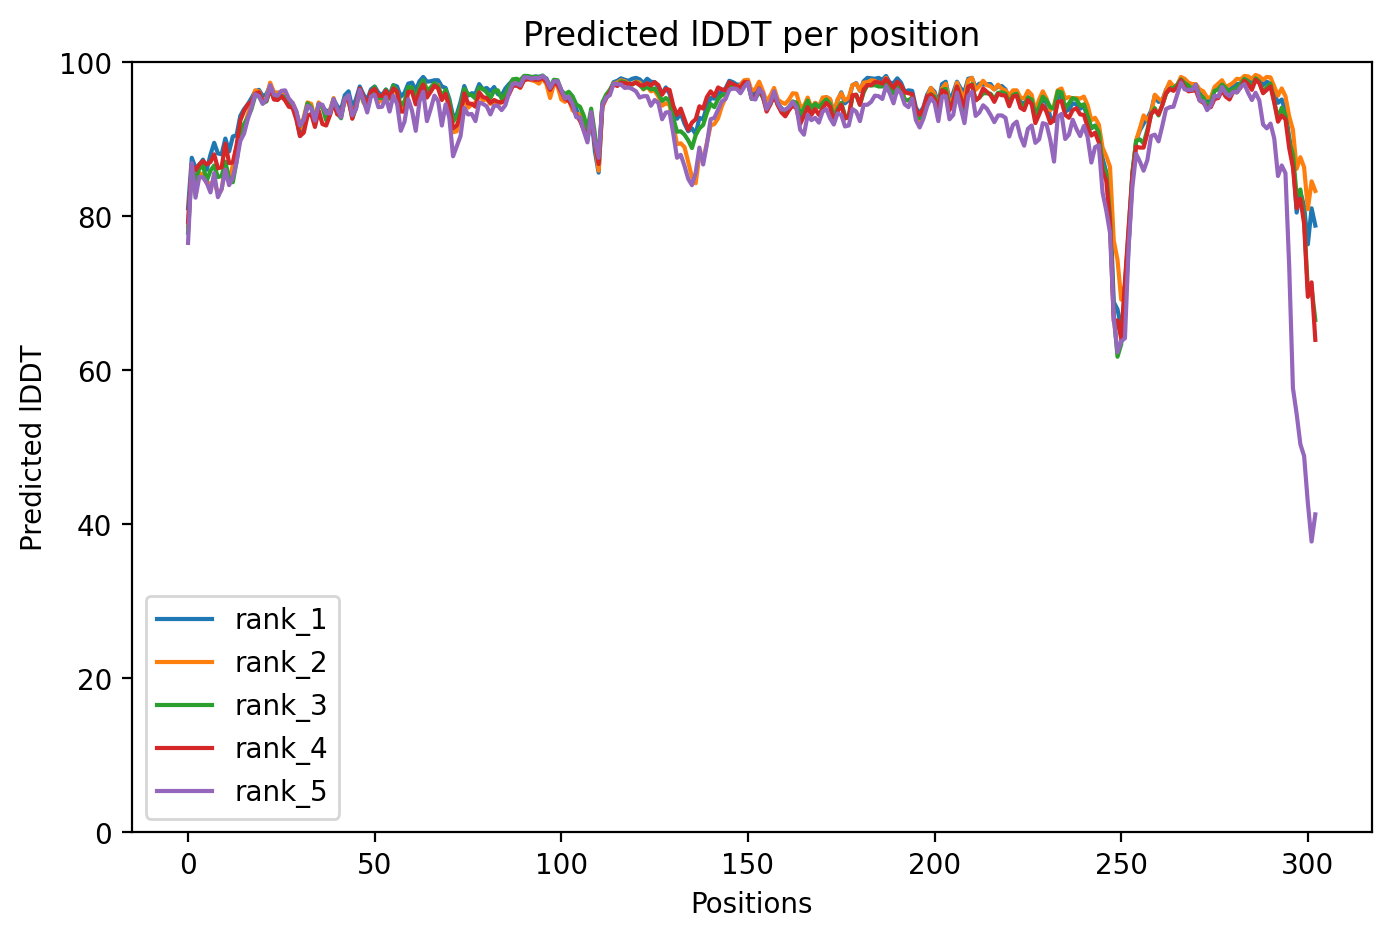 Predicted lDDT per position
100
80
60
40
20
0
Predicted lDDT
rank_1
rank_2
rank_3
rank_4
rank_5
0 50 100 150 200 250 300
Positions